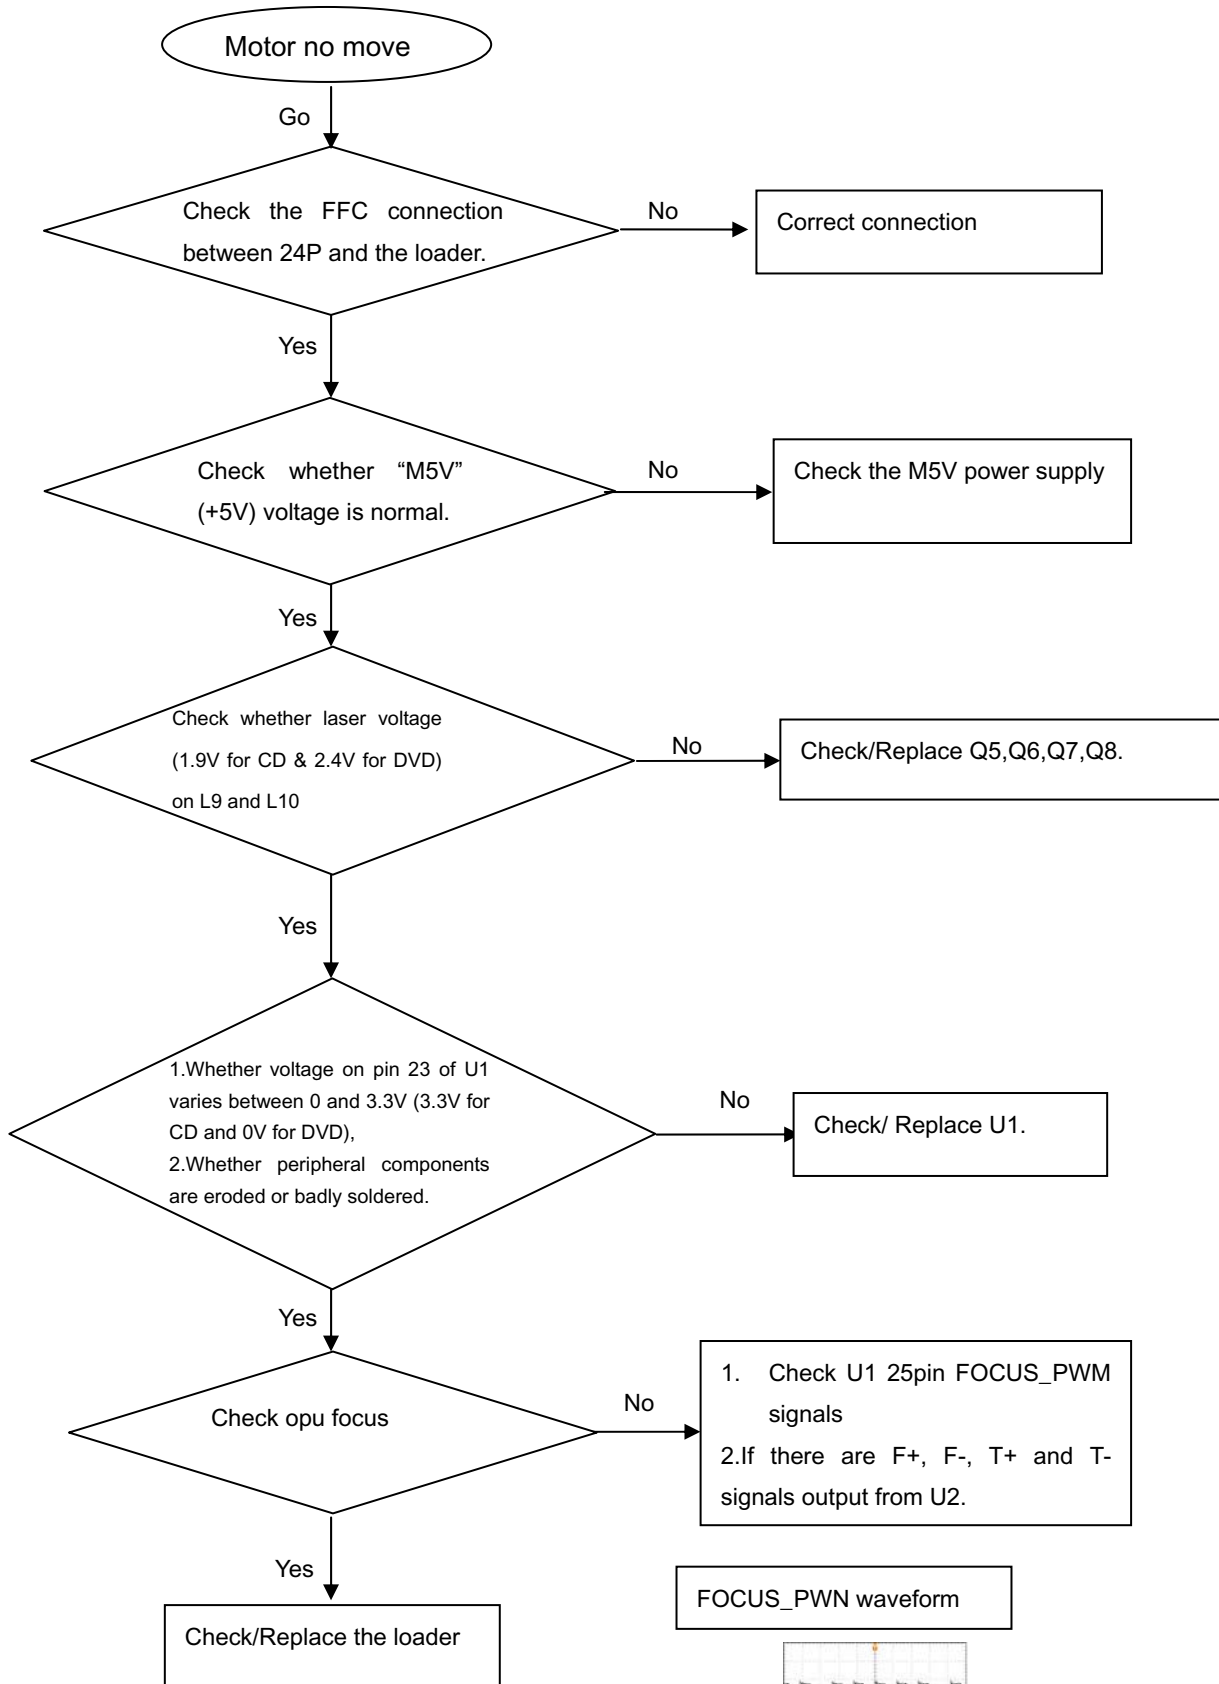 Motor no move
Go
Check the FFC connection
between 24P and the loader.
No
Correct connection
Yes
Check whether “M5V”
(+5V) voltage is normal.
No
Check the M5V power supply
Yes
Check whether laser voltage
(1.9V for CD & 2.4V for DVD)
on L9 and L10
No
Check/Replace Q5,Q6,Q7,Q8.
Yes
1.Whether voltage on pin 23 of U1
varies between 0 and 3.3V (3.3V for
CD and 0V for DVD),
2.Whether peripheral components
are eroded or badly soldered.
No
Check/ Replace U1.
Yes
Check opu focus
No
1. Check U1 25pin FOCUS_PWM
signals
2.If there are F+, F-, T+ and T-
signals output from U2.
Yes
Check/Replace the loader
FOCUS_PWN waveform